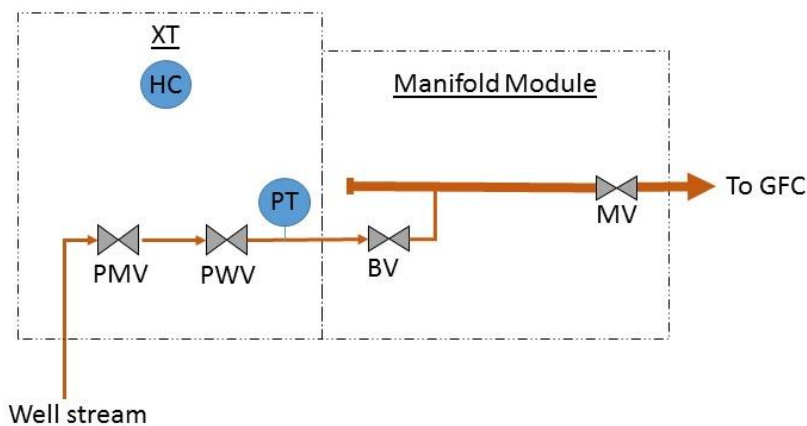 XT
HC
Manifold Module
PT
To GFC
MV
PMV
PWV
BV
Well stream